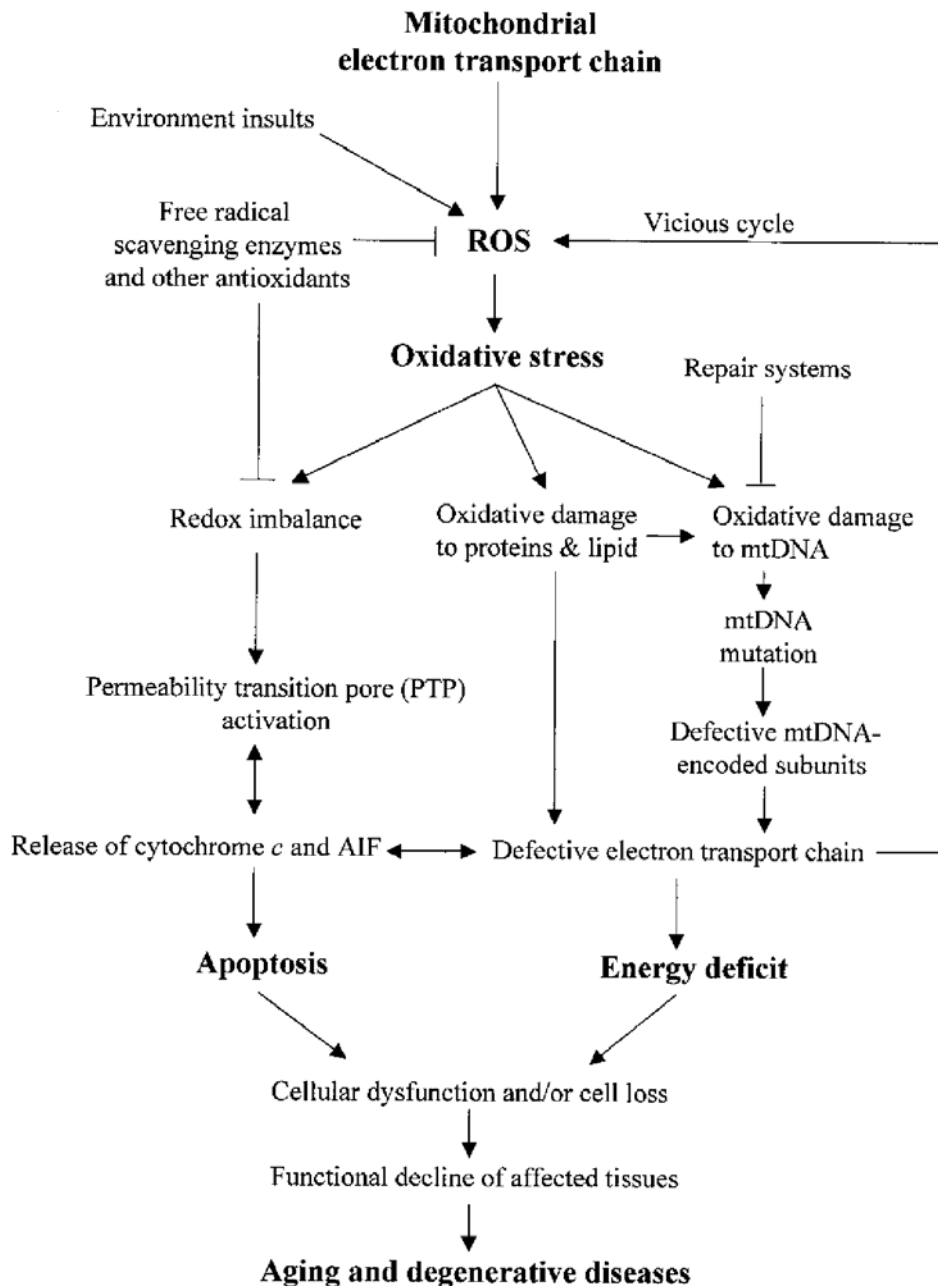 Mitochondrial
electron transport chain
Environment insults
Free radical
scavenging enzymes
and other antioxidants
ROS
Vicious cycle
Oxidative stress
Repair systems
Redox imbalance
Oxidative damage
to proteins & lipid
Oxidative damage
to mtDNA
mtDNA
mutation
Permeability transition pore (PTP)
activation
Defective mtDNA-
encoded subunits
Release of cytochrome c and AIF
Defective electron transport chain
Apoptosis
Energy deficit
Cellular dysfunction and/or cell loss
Functional decline of affected tissues
Aging and degenerative diseases